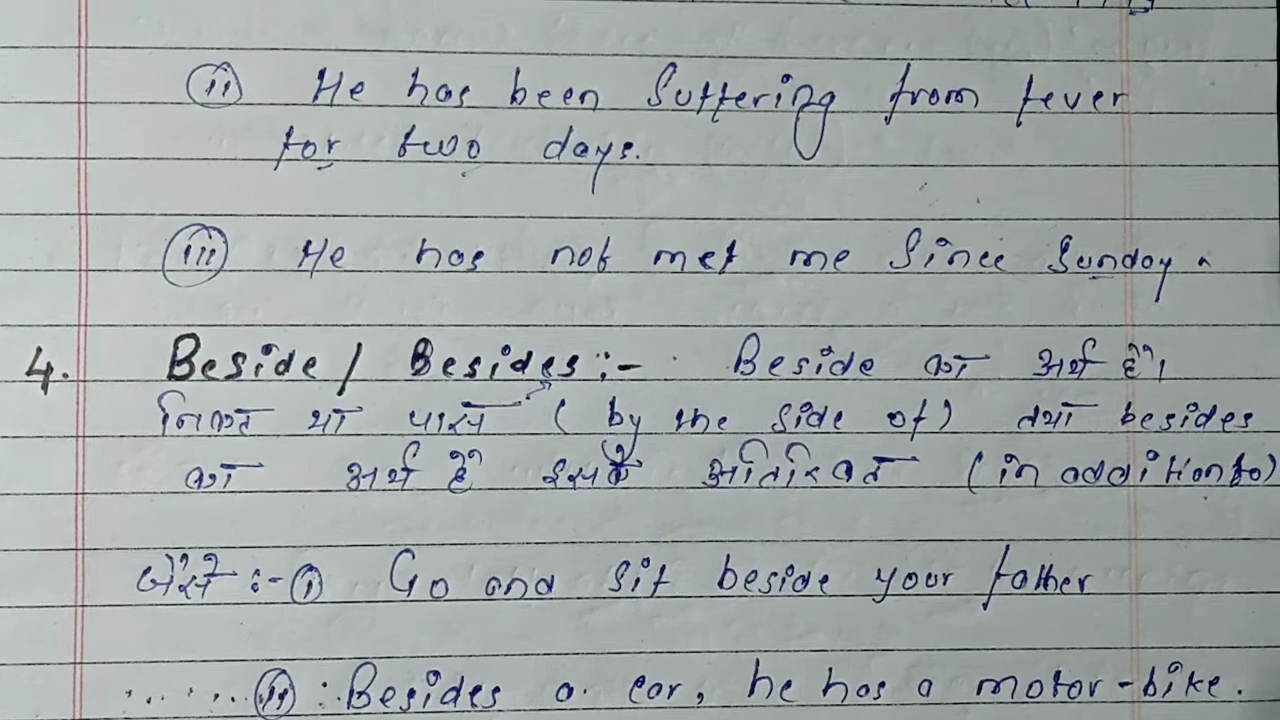 (ii) He has been suffering from fever
for two days.
(iii) He has not met me since Sunday.
4. Beside / Besides :- Beside का अर्थ है,
निकट या पास (by the side of) तथा besides
का अर्थ है इसके अतिरिक्त (in addition to)
जैसे :- (i) Go and sit beside your father
(ii) : Besides a car, he has a motor-bike.